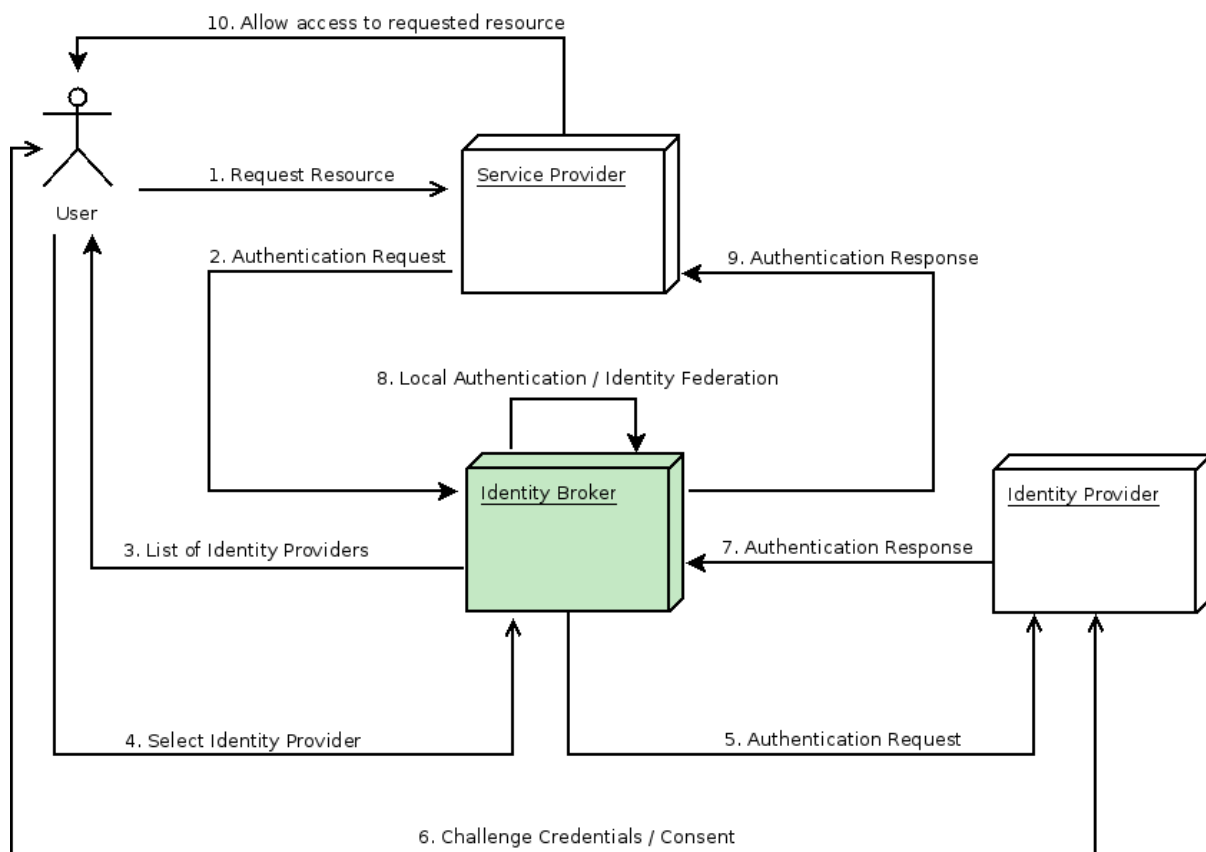 10. Allow access to requested resource
Service Provider
1. Request Resource
User
2. Authentication Request
9. Authentication Response
8. Local Authentication / Identity Federation
Identity Broker
Identity Provider
3. List of Identity Providers
7. Authentication Response
4. Select Identity Provider
5. Authentication Request
6. Challenge Credentials / Consent